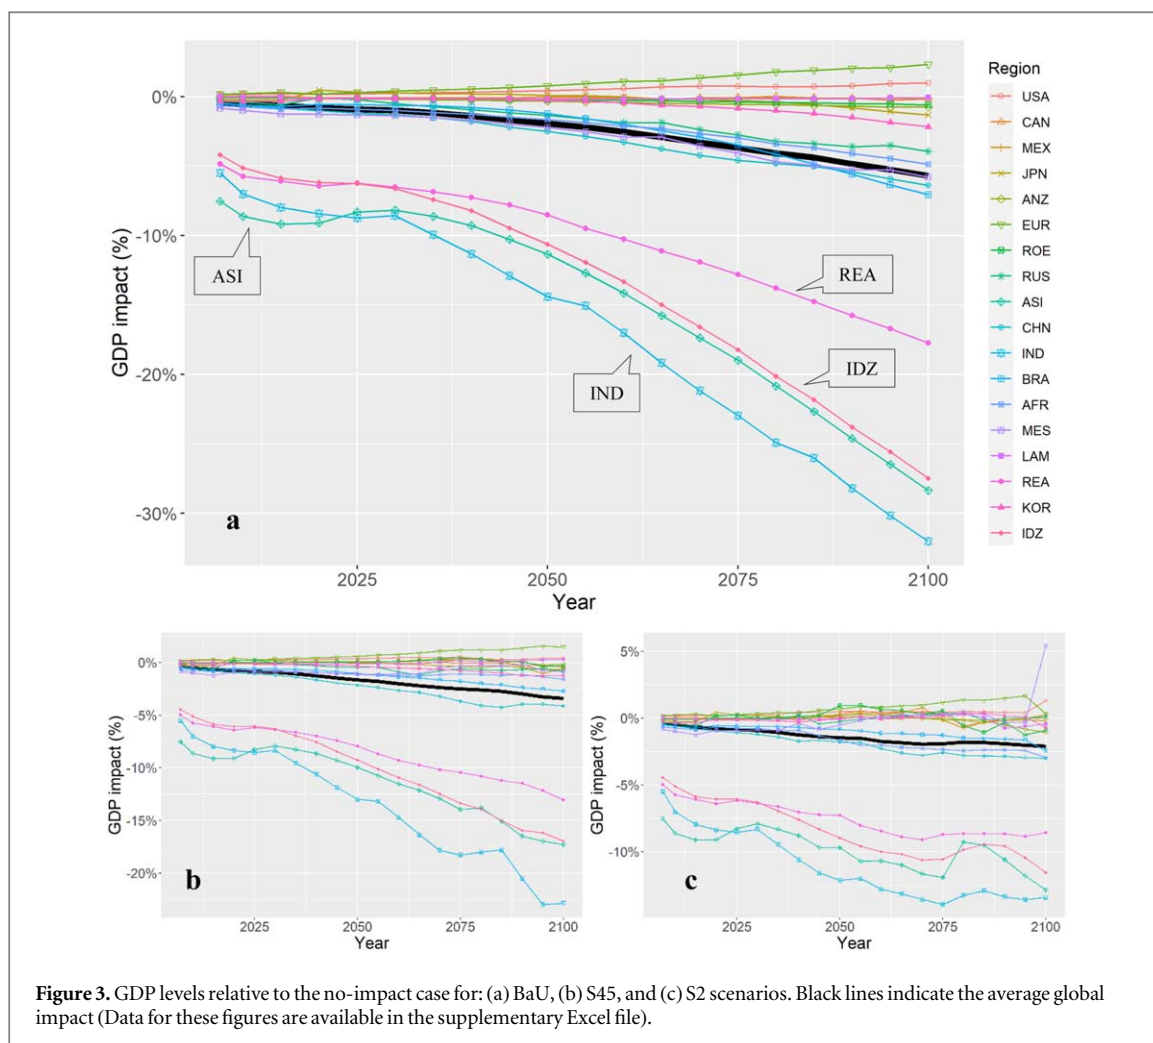 0%
-10%
-20%
-30%
GDP impact (%)
ASI
REA
IDZ
IND
a
2025
2050
2075
2100
Year
Region
USA
CAN
MEX
JPN
ANZ
EUR
ROE
RUS
ASI
CHN
IND
BRA
AFR
MES
LAM
REA
KOR
IDZ
0%
-5%
-10%
-15%
-20%
GDP impact (%)
b
2025
2050
2075
2100
Year
5%
0%
-5%
-10%
GDP impact (%)
c
2025
2050
2075
2100
Year
Figure 3. GDP levels relative to the no-impact case for: (a) BaU, (b) S45, and (c) S2 scenarios. Black lines indicate the average global
impact (Data for these figures are available in the supplementary Excel file).